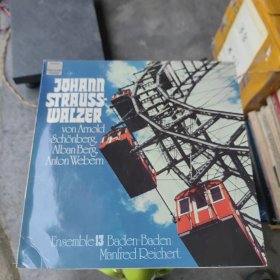 JOHANN
STRAUSS:
WALZER
von Arnold
Schönberg,
Alban Berg,
Anton Webern
Ensemble 13 Baden-Baden
Manfred Reichert